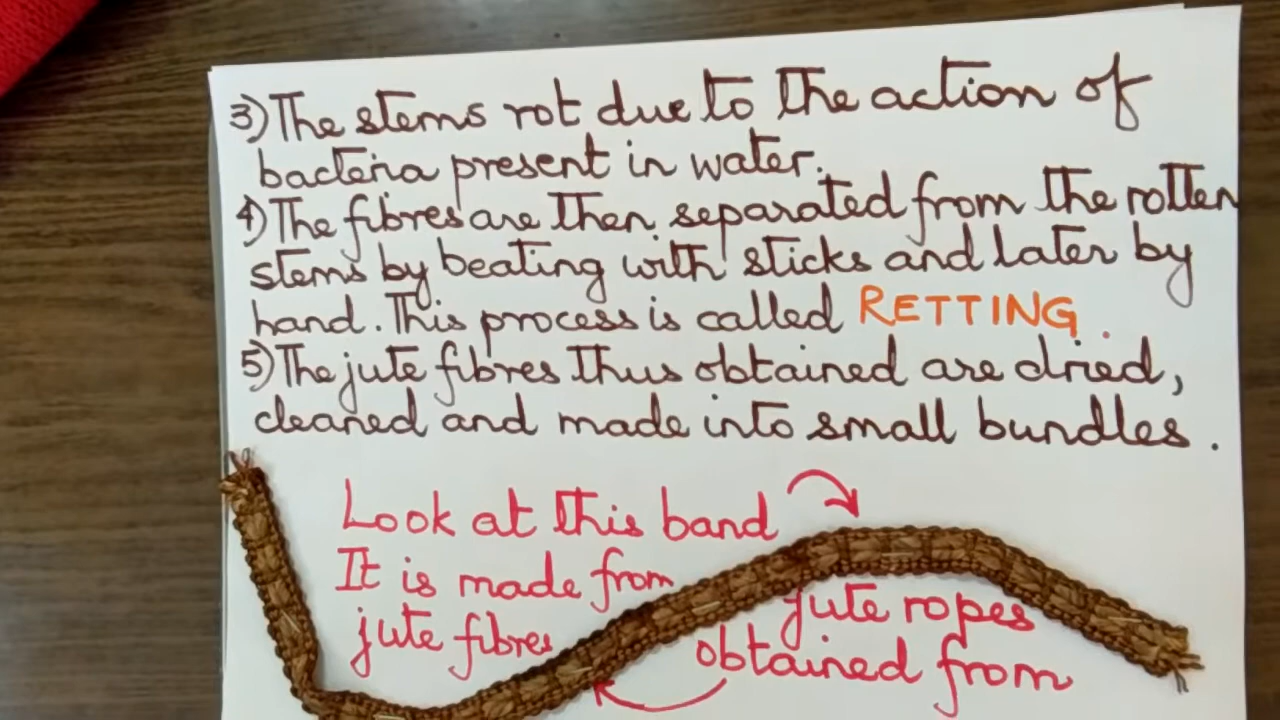 3) The stems rot due to the action of
bacteria present in water.
4) The fibres are then separated from the rotten
stems by beating with sticks and later by
hand. This process is called RETTING.
5) The jute fibres thus obtained are dried,
cleaned and made into small bundles.
Look at this band
It is made from
jute fibres
jute ropes
obtained from